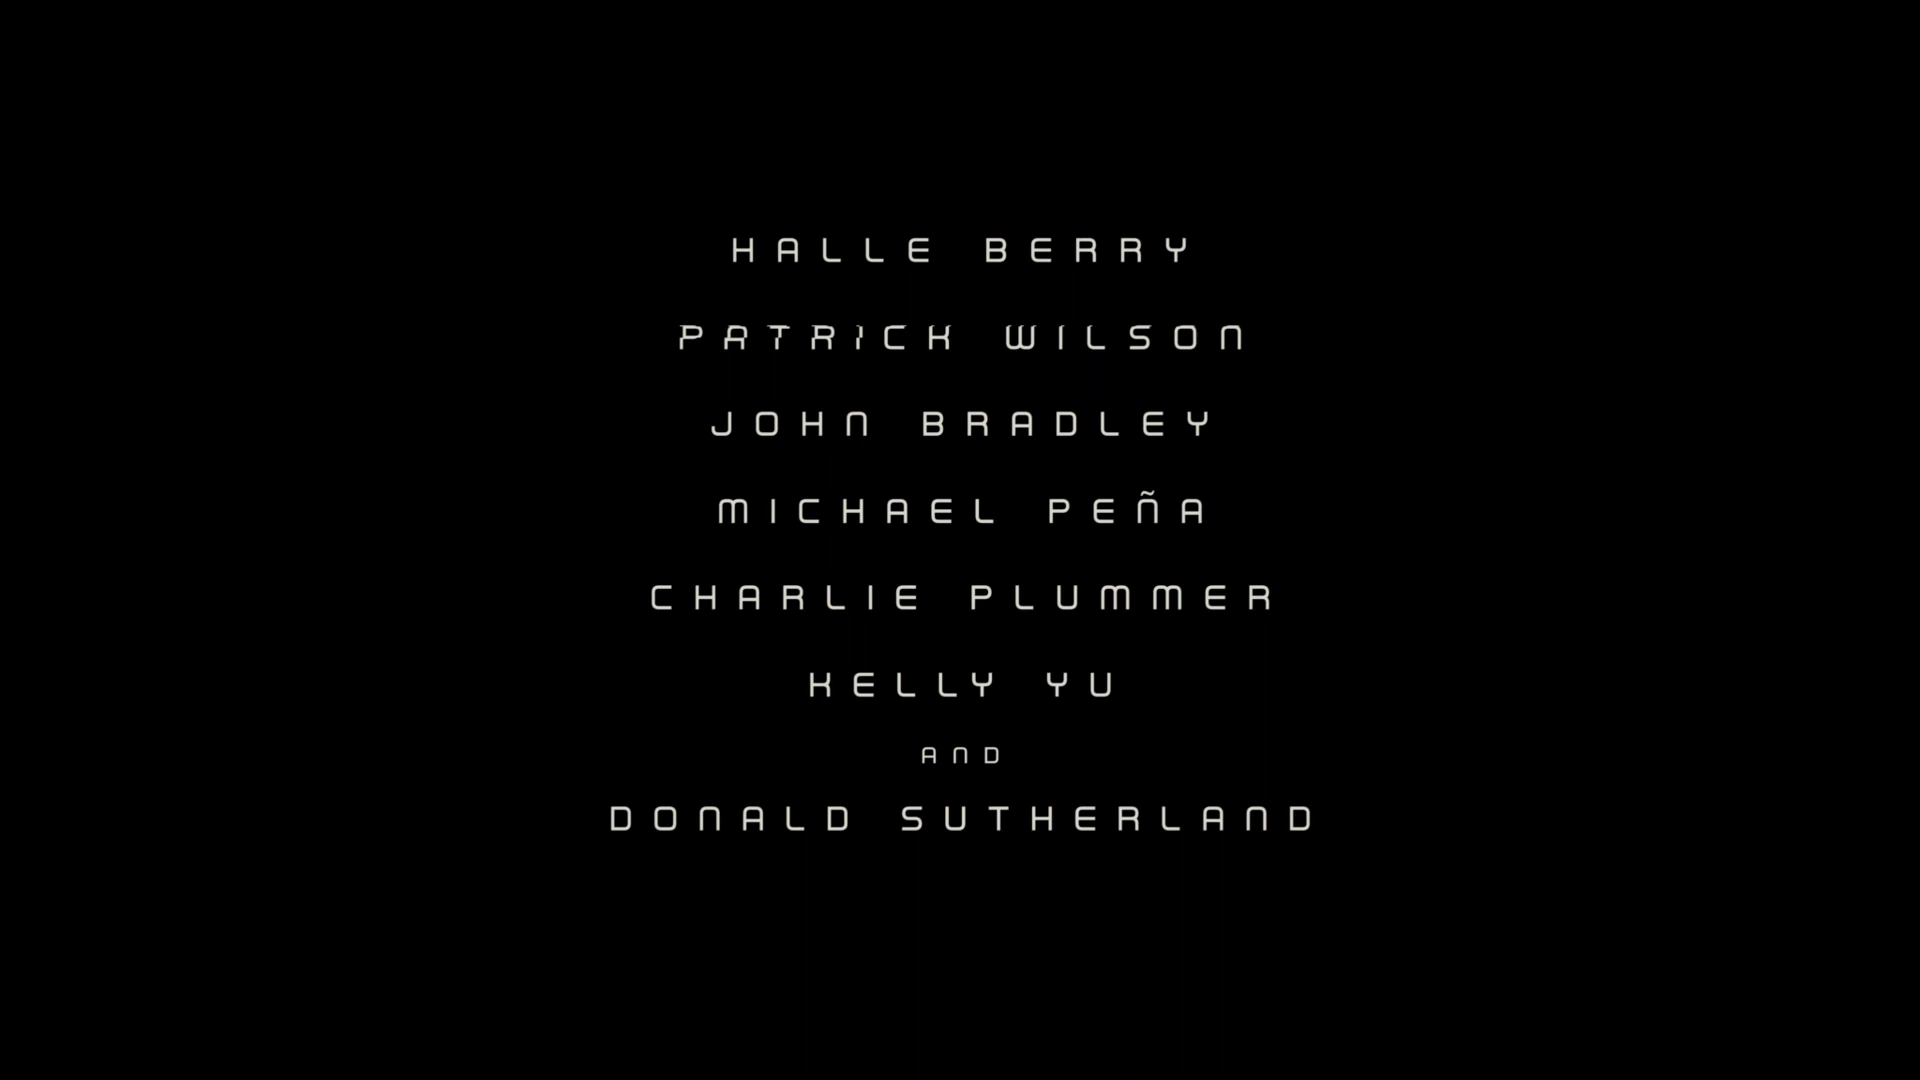 HALLE BERRY
PATRICK WILSON
JOHN BRADLEY
MICHAEL PEÑA
CHARLIE PLUMMER
KELLY YU
AND
DONALD SUTHERLAND